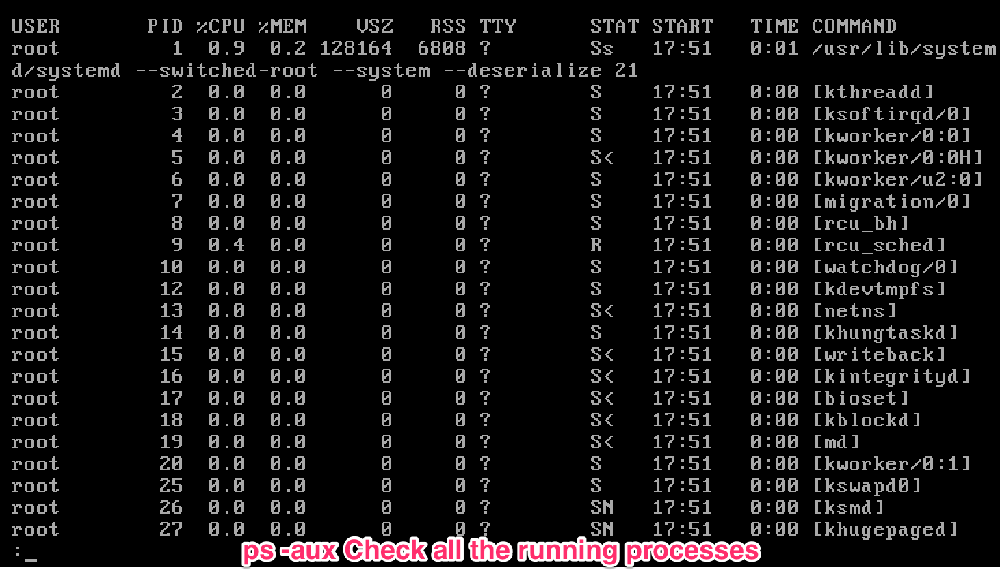 USER       PID %CPU %MEM    VSZ   RSS TTY      STAT START   TIME COMMAND
root         1  0.9  0.2 128164  6808 ?        Ss   17:51   0:01 /usr/lib/system
d/systemd --switched-root --system --deserialize 21
root         2  0.0  0.0      0     0 ?        S    17:51   0:00 [kthreadd]
root         3  0.0  0.0      0     0 ?        S    17:51   0:00 [ksoftirqd/0]
root         4  0.0  0.0      0     0 ?        S    17:51   0:00 [kworker/0:0]
root         5  0.0  0.0      0     0 ?        S<   17:51   0:00 [kworker/0:0H]
root         6  0.0  0.0      0     0 ?        S    17:51   0:00 [kworker/u2:0]
root         7  0.0  0.0      0     0 ?        S    17:51   0:00 [migration/0]
root         8  0.0  0.0      0     0 ?        S    17:51   0:00 [rcu_bh]
root         9  0.4  0.0      0     0 ?        R    17:51   0:00 [rcu_sched]
root        10  0.0  0.0      0     0 ?        S    17:51   0:00 [watchdog/0]
root        12  0.0  0.0      0     0 ?        S    17:51   0:00 [kdevtmpfs]
root        13  0.0  0.0      0     0 ?        S<   17:51   0:00 [netns]
root        14  0.0  0.0      0     0 ?        S    17:51   0:00 [khungtaskd]
root        15  0.0  0.0      0     0 ?        S<   17:51   0:00 [writeback]
root        16  0.0  0.0      0     0 ?        S<   17:51   0:00 [kintegrityd]
root        17  0.0  0.0      0     0 ?        S<   17:51   0:00 [bioset]
root        18  0.0  0.0      0     0 ?        S<   17:51   0:00 [kblockd]
root        19  0.0  0.0      0     0 ?        S<   17:51   0:00 [md]
root        20  0.0  0.0      0     0 ?        S    17:51   0:00 [kworker/0:1]
root        25  0.0  0.0      0     0 ?        S    17:51   0:00 [kswapd0]
root        26  0.0  0.0      0     0 ?        SN   17:51   0:00 [ksmd]
root        27  0.0  0.0      0     0 ?        SN   17:51   0:00 [khugepaged]
:_
ps -aux Check all the running processes